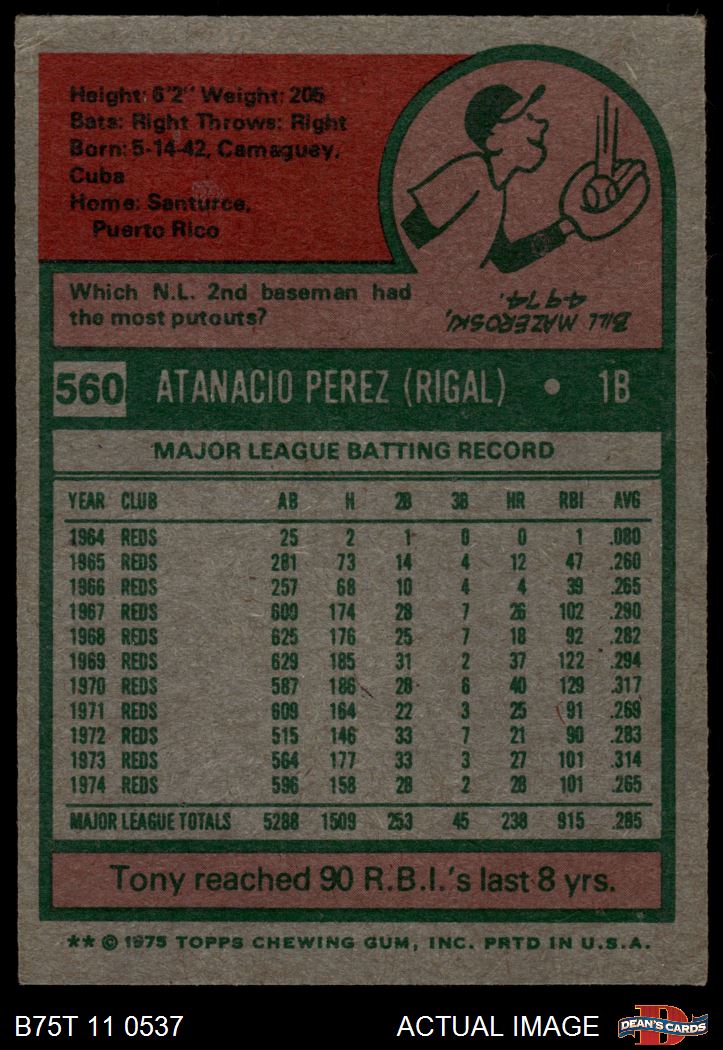 Height: 6'2" Weight: 205
Bats: Right Throws: Right
Born: 5-14-42, Camaguey,
Cuba
Home: Santurce,
Puerto Rico
Which N.L. 2nd baseman had
the most putouts?
BILL MAZEROSKI,
4974.
560 ATANACIO PEREZ (RIGAL) • 1B
MAJOR LEAGUE BATTING RECORD
YEAR CLUB AB H 2B 3B HR RBI AVG
1964 REDS 25 2 1 0 0 1 .080
1965 REDS 281 73 14 4 12 47 .260
1966 REDS 257 68 10 4 4 39 .265
1967 REDS 600 174 28 7 26 102 .290
1968 REDS 625 176 25 7 18 92 .282
1969 REDS 629 185 31 2 37 122 .294
1970 REDS 587 186 28 6 40 129 .317
1971 REDS 609 164 22 3 25 91 .269
1972 REDS 515 146 33 7 21 90 .283
1973 REDS 564 177 33 3 27 101 .314
1974 REDS 596 158 28 2 28 101 .265
MAJOR LEAGUE TOTALS 5288 1509 253 45 238 915 .285
Tony reached 90 R.B.I.'s last 8 yrs.
** © 1975 TOPPS CHEWING GUM, INC. PRTD IN U.S.A.
B75T 11 0537 ACTUAL IMAGE DEAN'S CARDS